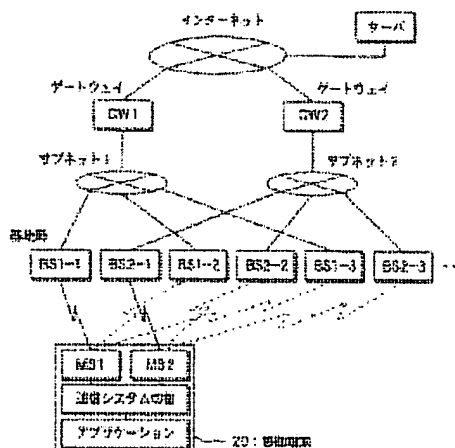 インターネット
サーバ
ゲートウェイ
ゲートウェイ
GW1
GW2
サブネット1
サブネット2
基地局
BS1-1
BS2-1
BS1-2
BS2-2
BS1-3
BS2-3
MS1
MS2
通信システム切替
アプリケーション
20:移動端末